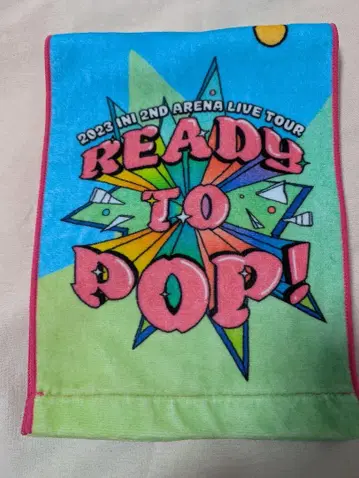 2023 INI 2ND ARENA LIVE TOUR
READY
TO
POP!